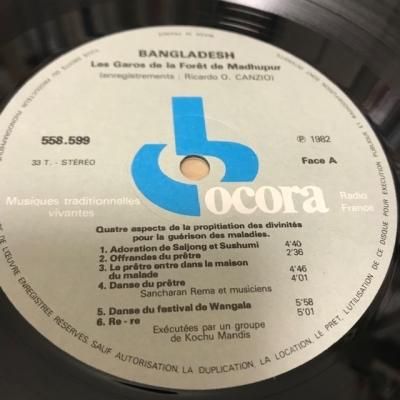 BANGLADESH
Les Garos de la Forêt de Madhupur
(enregistrements : Ricardo O. CANZIO)
558.599
33 T. - STÉRÉO
℗ 1982
Face A
ocora
Musiques traditionnelles
vivantes
Radio
France
Quatre aspects de la propitiation des divinités
pour la guérison des maladies.
1. Adoration de Saljong et Sushumi 4'40
2. Offrandes du prêtre 2'36
3. Le prêtre entre dans la maison
du malade 4'46
4. Danse du prêtre 4'01
Sancharan Rema et musiciens
5. Danse du festival de Wangala 5'58
6. Re - re 5'01
Exécutées par un groupe
de Kochu Mandis
DE L'ŒUVRE ENREGISTRÉE RÉSERVÉS, SAUF AUTORISATION, LA DUPLICATION, LA LOCATION, LE PRÊT, L'UTILISATION DE CE DISQUE POUR EXÉCUTION PUBLIQUE ET